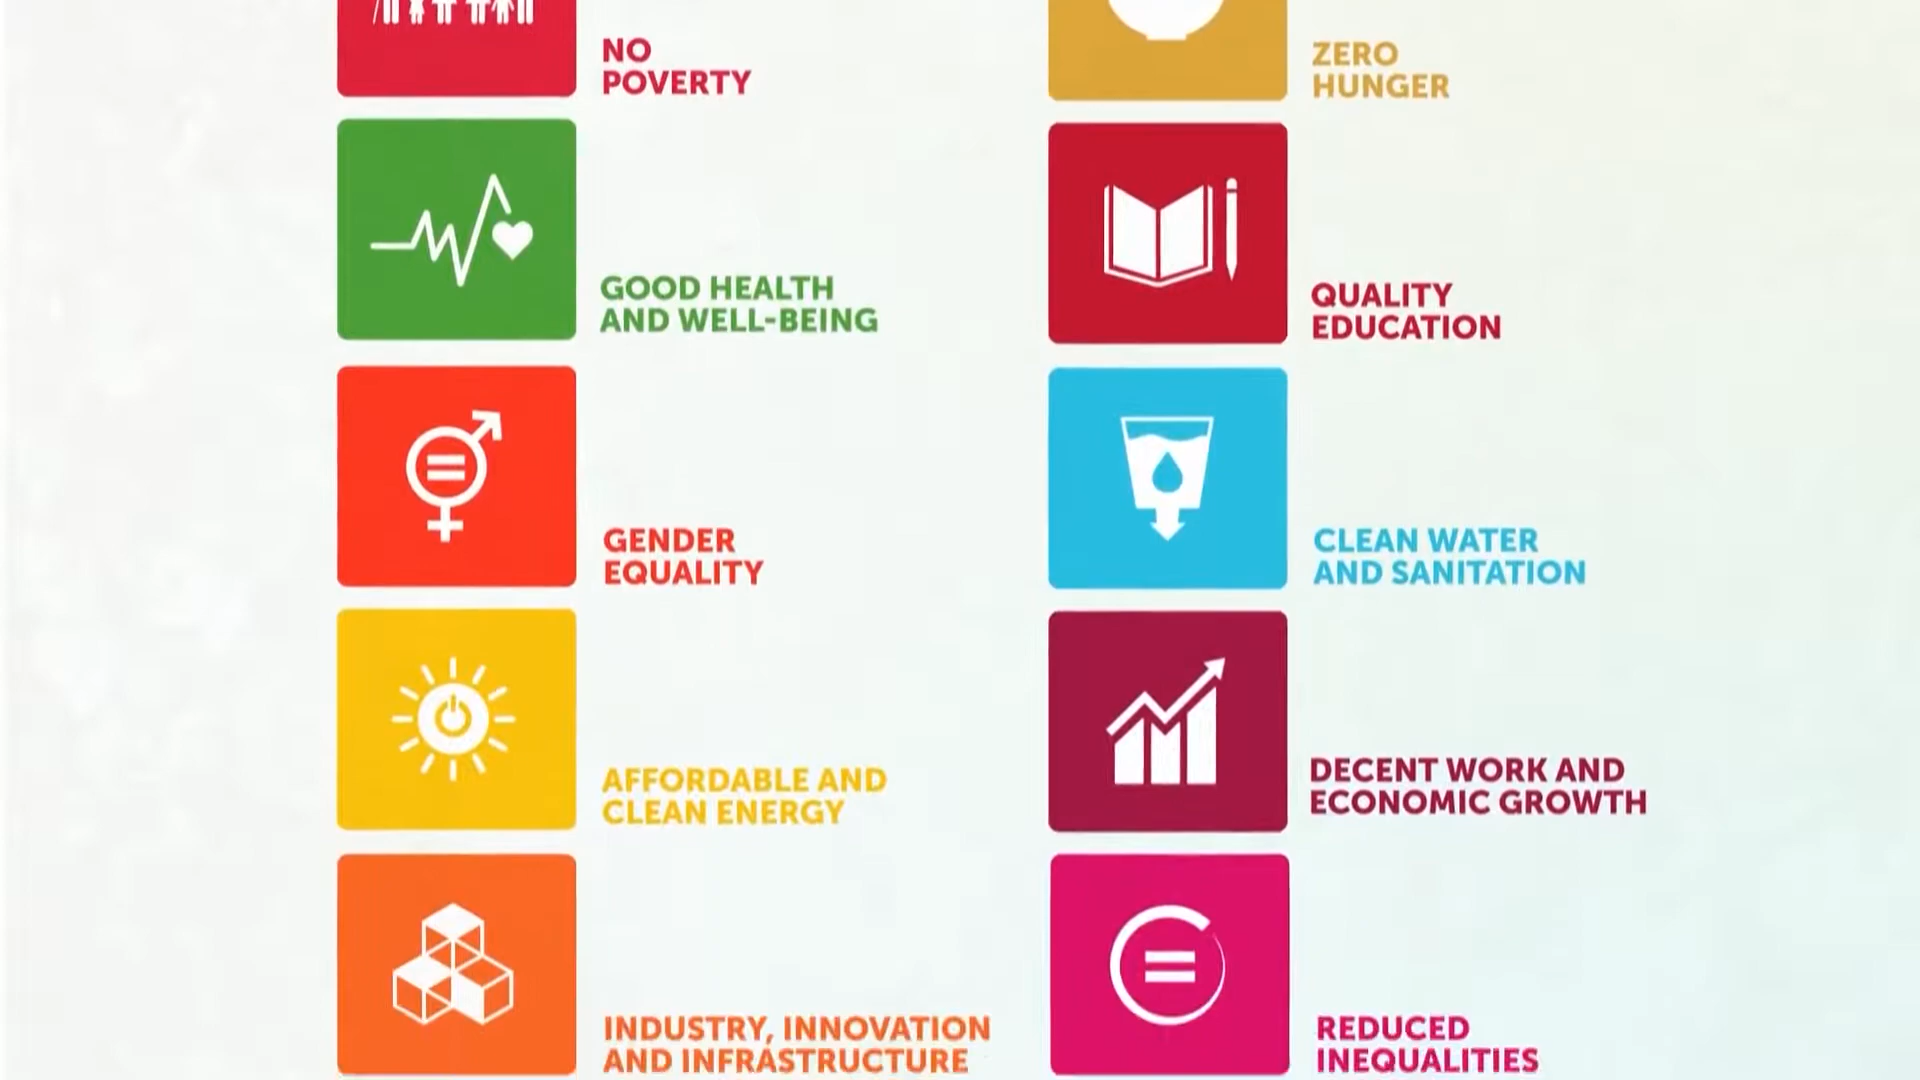 NO
POVERTY
ZERO
HUNGER
GOOD HEALTH
AND WELL-BEING
QUALITY
EDUCATION
GENDER
EQUALITY
CLEAN WATER
AND SANITATION
AFFORDABLE AND
CLEAN ENERGY
DECENT WORK AND
ECONOMIC GROWTH
INDUSTRY, INNOVATION
AND INFRASTRUCTURE
REDUCED
INEQUALITIES